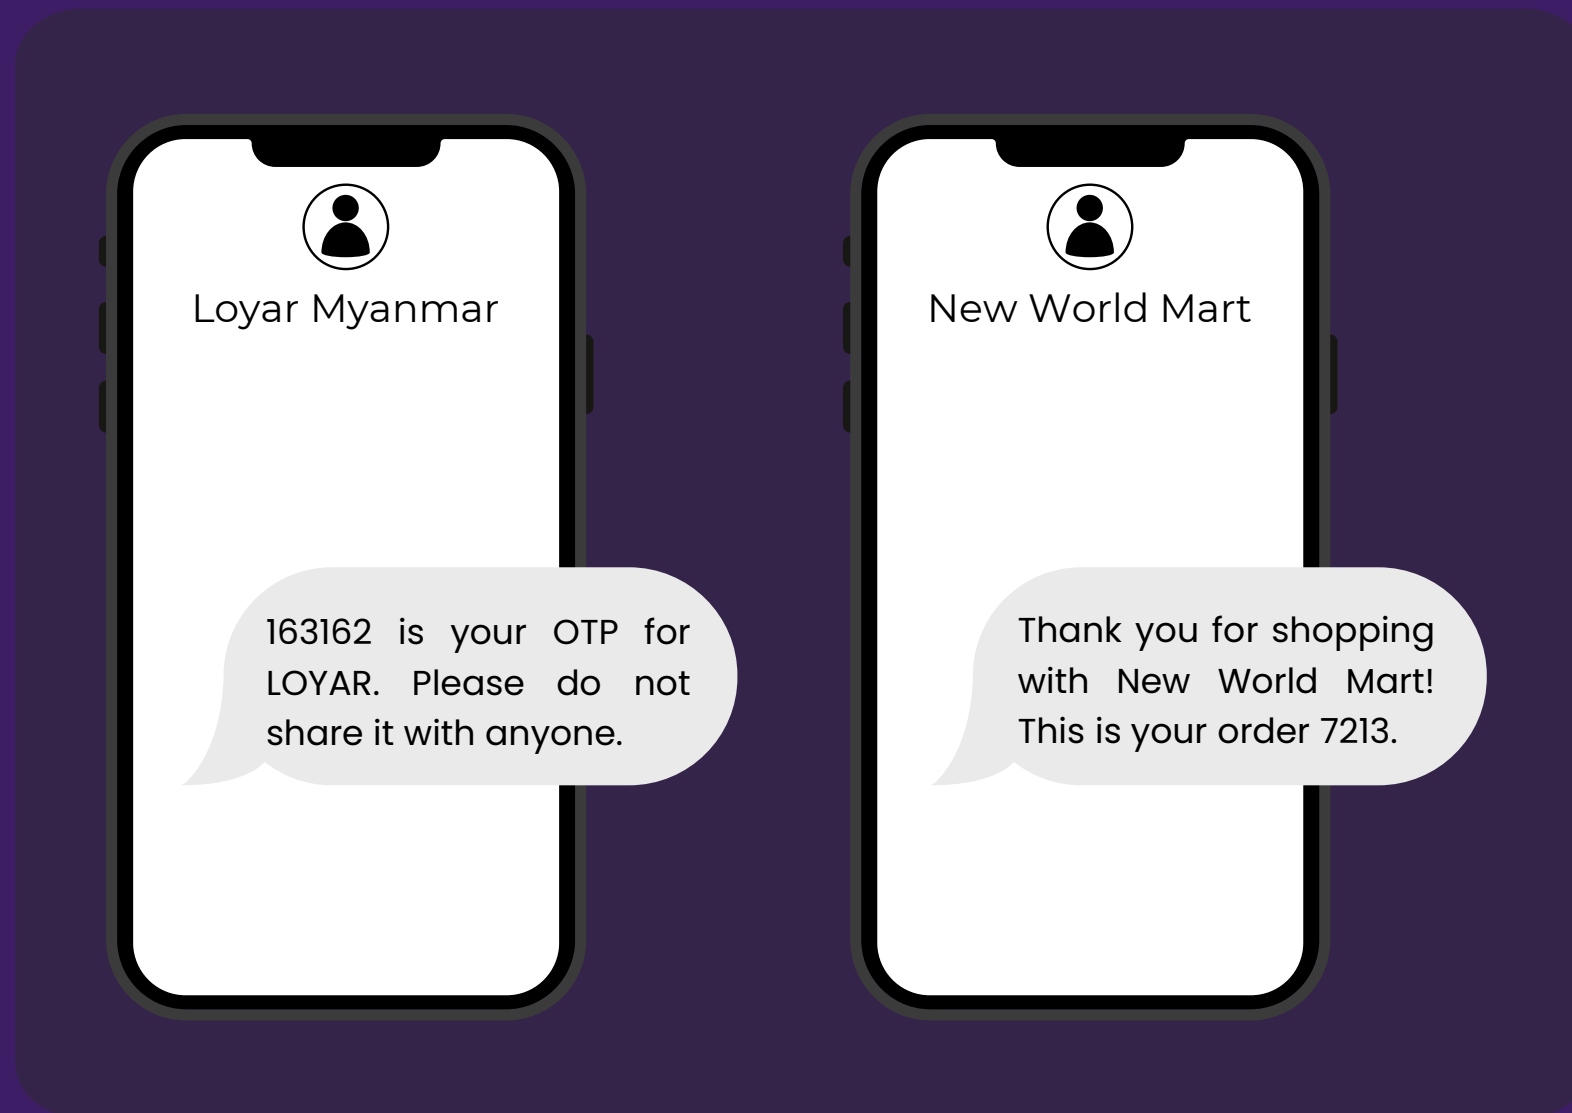 Loyar Myanmar
163162 is your OTP for
LOYAR. Please do not
share it with anyone.
New World Mart
Thank you for shopping
with New World Mart!
This is your order 7213.